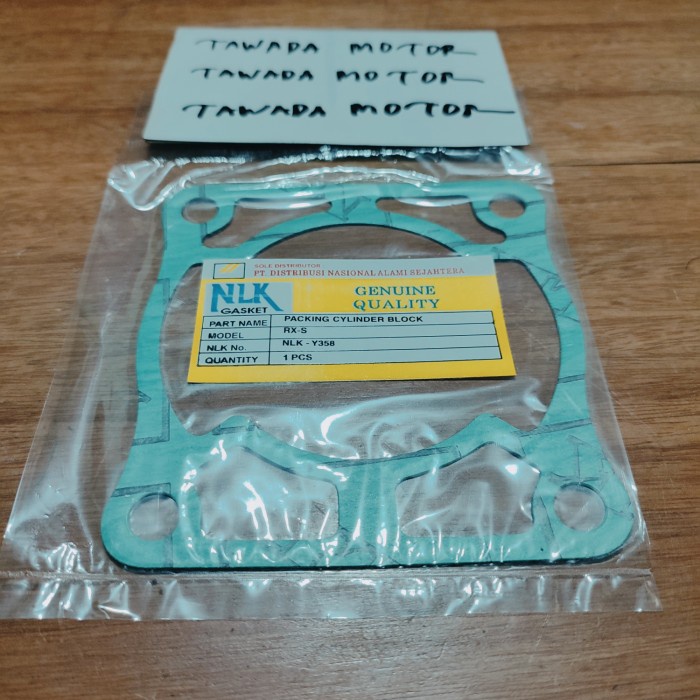 TAWADA MOTOR
TAWADA MOTOR
TAWADA MOTOR
SOLE DISTRIBUTOR
PT. DISTRIBUSI NASIONAL ALAMI SEJAHTERA
NLK
GASKET
GENUINE
QUALITY
PART NAME PACKING CYLINDER BLOCK
MODEL RX-S
NLK No. NLK - Y358
QUANTITY 1 PCS